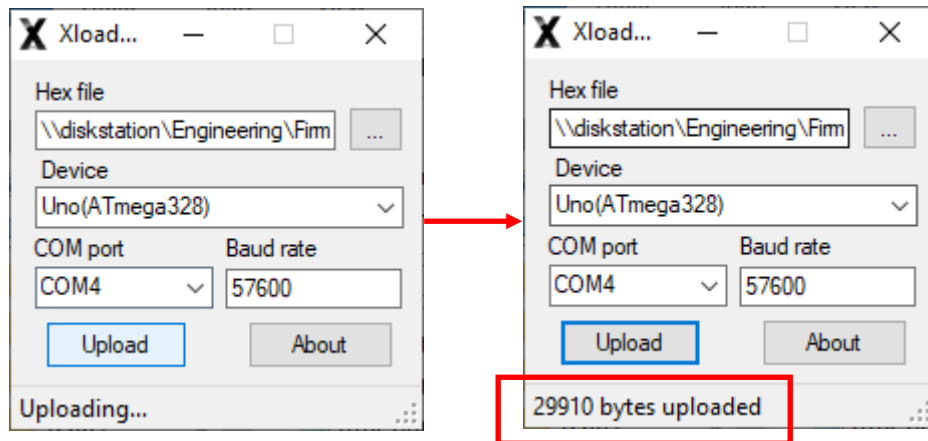 Xload...
Hex file
\\diskstation\Engineering\Firm
...
Device
Uno(ATmega328)
COM port Baud rate
COM4 57600
Upload About
Uploading...
Xload...
Hex file
\\diskstation\Engineering\Firm
...
Device
Uno(ATmega328)
COM port Baud rate
COM4 57600
Upload About
29910 bytes uploaded